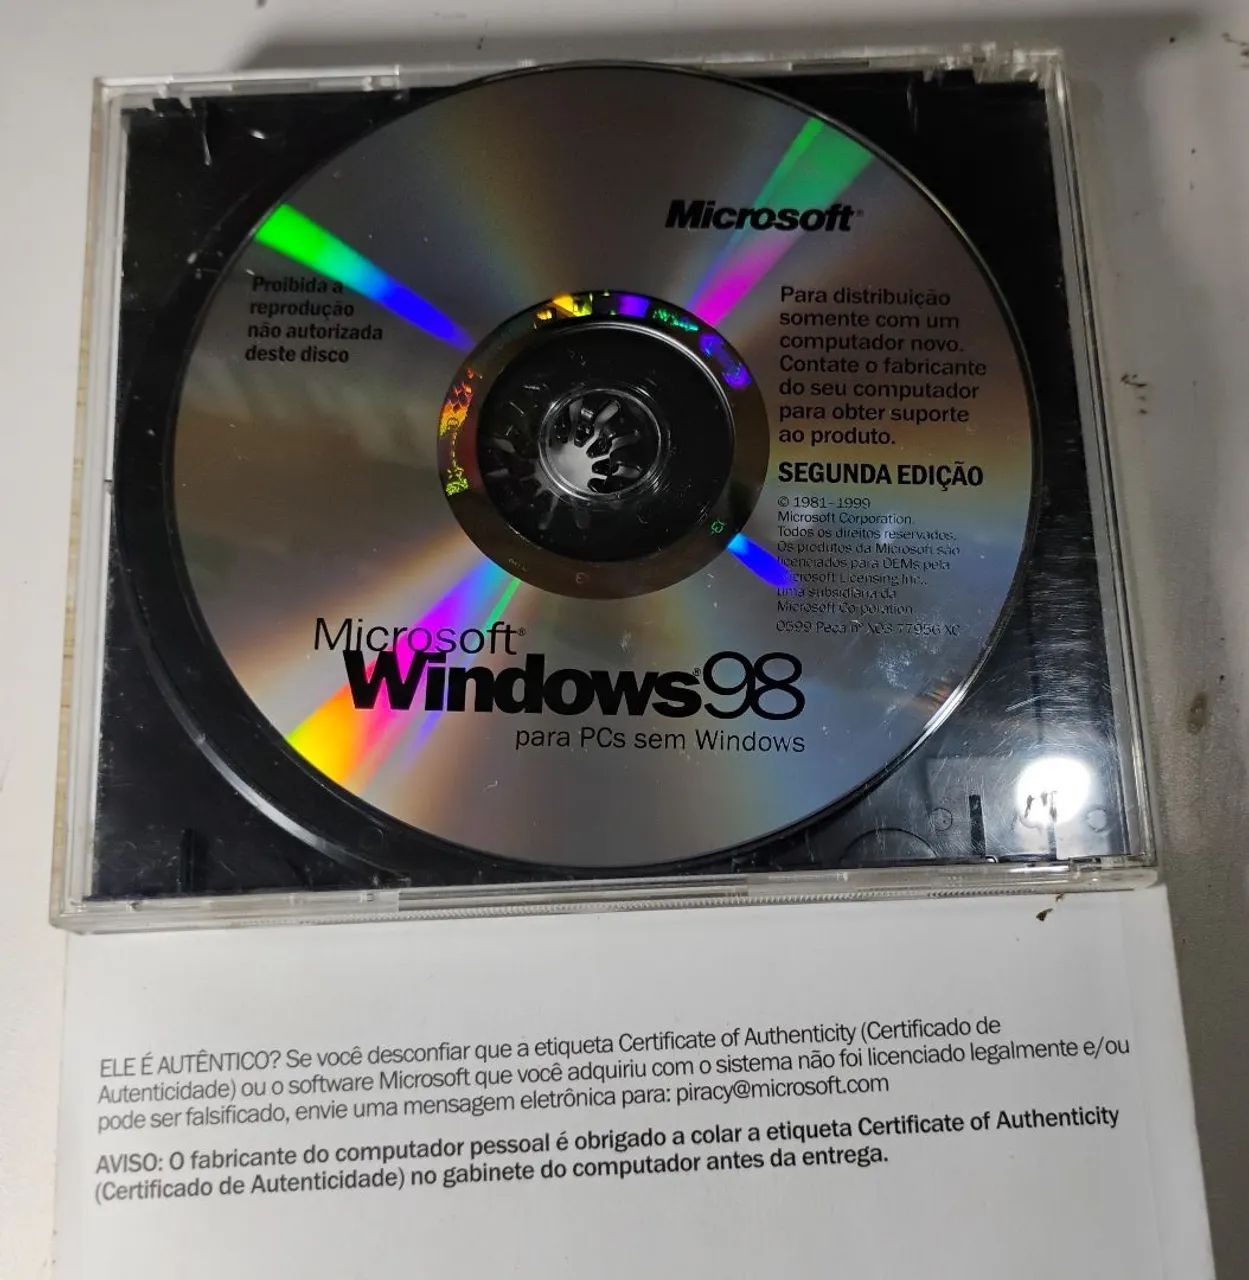 Microsoft®
Proibida a
reprodução
não autorizada
deste disco
Para distribuição
somente com um
computador novo.
Contate o fabricante
do seu computador
para obter suporte
ao produto.
SEGUNDA EDIÇÃO
© 1981-1999
Microsoft Corporation.
Todos os direitos reservados.
Os produtos da Microsoft são
licenciados para OEMs pela
Microsoft Licensing Inc.,
uma subsidiária da
Microsoft Corporation.
0599 Peça nº
Microsoft®
Windows®98
para PCs sem Windows
ELE É AUTÊNTICO? Se você desconfiar que a etiqueta Certificate of Authenticity (Certificado de
Autenticidade) ou o software Microsoft que você adquiriu com o sistema não foi licenciado legalmente e/ou
pode ser falsificado, envie uma mensagem eletrônica para: piracy@microsoft.com
AVISO: O fabricante do computador pessoal é obrigado a colar a etiqueta Certificate of Authenticity
(Certificado de Autenticidade) no gabinete do computador antes da entrega.